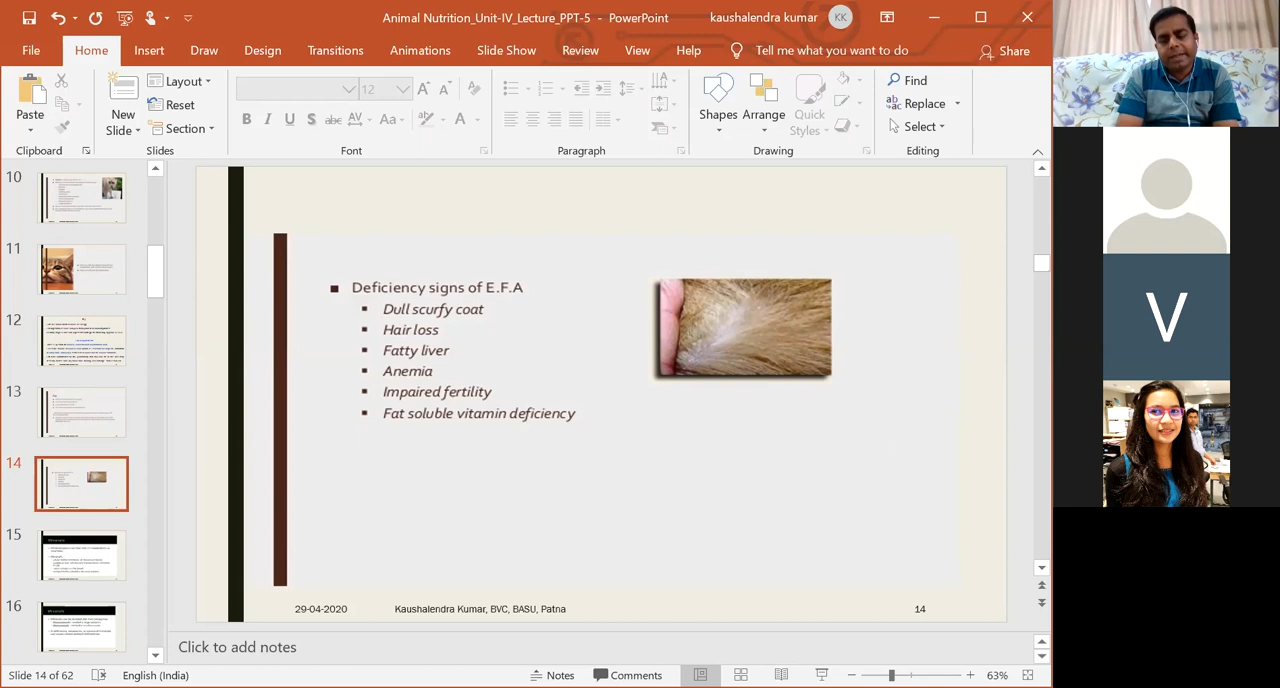 Animal Nutrition_Unit-IV_Lecture_PPT-5 - PowerPoint
kaushalendra kumar
KK
File
Home
Insert
Draw
Design
Transitions
Animations
Slide Show
Review
View
Help
Tell me what you want to do
Share
Paste
New
Slide
Layout
Reset
Section
12
Shapes
Arrange
Quick
Styles
Find
Replace
Select
Clipboard
Slides
Font
Paragraph
Drawing
Editing
10
11
12
13
14
15
16
Deficiency signs of E.F.A
Dull scurfy coat
Hair loss
Fatty liver
Anemia
Impaired fertility
Fat soluble vitamin deficiency
29-04-2020
Kaushalendra Kumar, BVC, BASU, Patna
14
V
Click to add notes
Slide 14 of 62
English (India)
Notes
Comments
63%